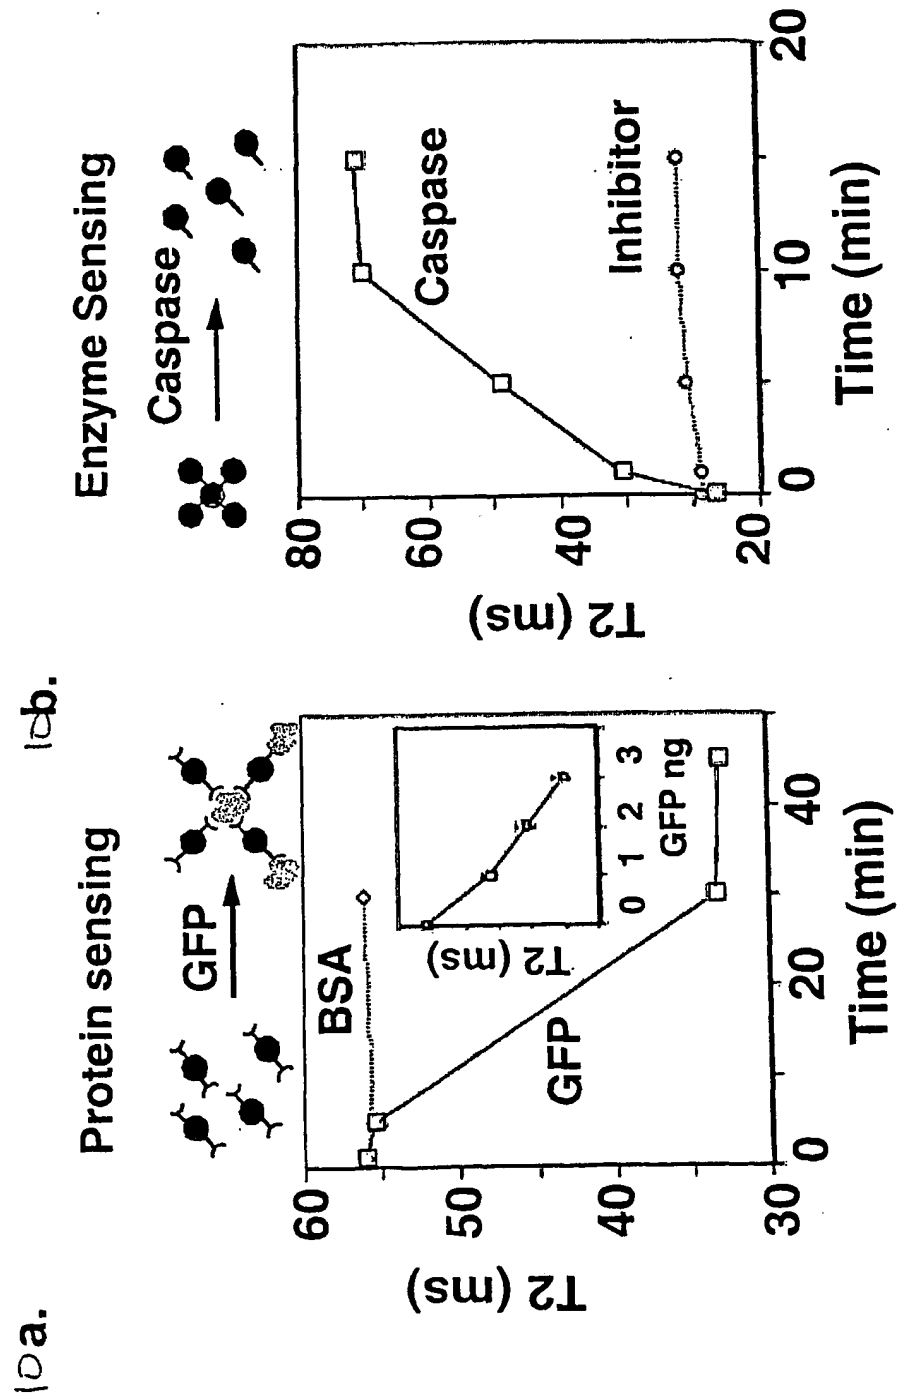 10a.
Protein sensing
GFP
60
50
40
30
T2 (ms)
BSA
GFP
T2 (ms)
0 1 2 3
GFP ng
0 20 40
Time (min)
10b.
Enzyme Sensing
Caspase
80
60
40
20
T2 (ms)
Caspase
Inhibitor
0 10 20
Time (min)